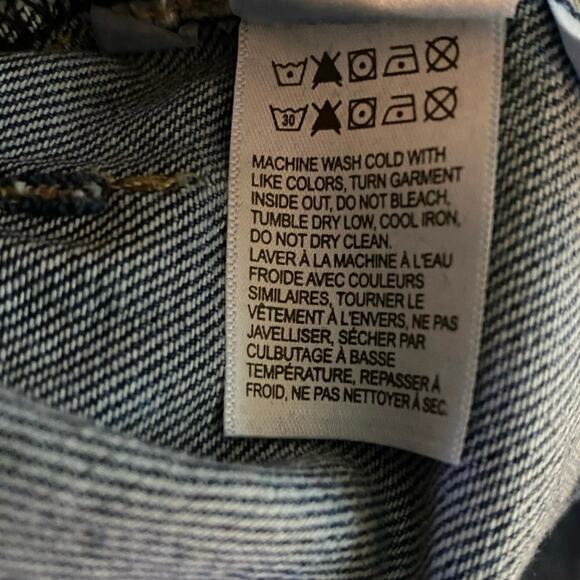 30
MACHINE WASH COLD WITH
LIKE COLORS, TURN GARMENT
INSIDE OUT, DO NOT BLEACH,
TUMBLE DRY LOW, COOL IRON,
DO NOT DRY CLEAN.
LAVER À LA MACHINE À L'EAU
FROIDE AVEC COULEURS
SIMILAIRES, TOURNER LE
VÊTEMENT À L'ENVERS, NE PAS
JAVELLISER, SÉCHER PAR
CULBUTAGE À BASSE
TEMPÉRATURE, REPASSER À
FROID, NE PAS NETTOYER À SEC.